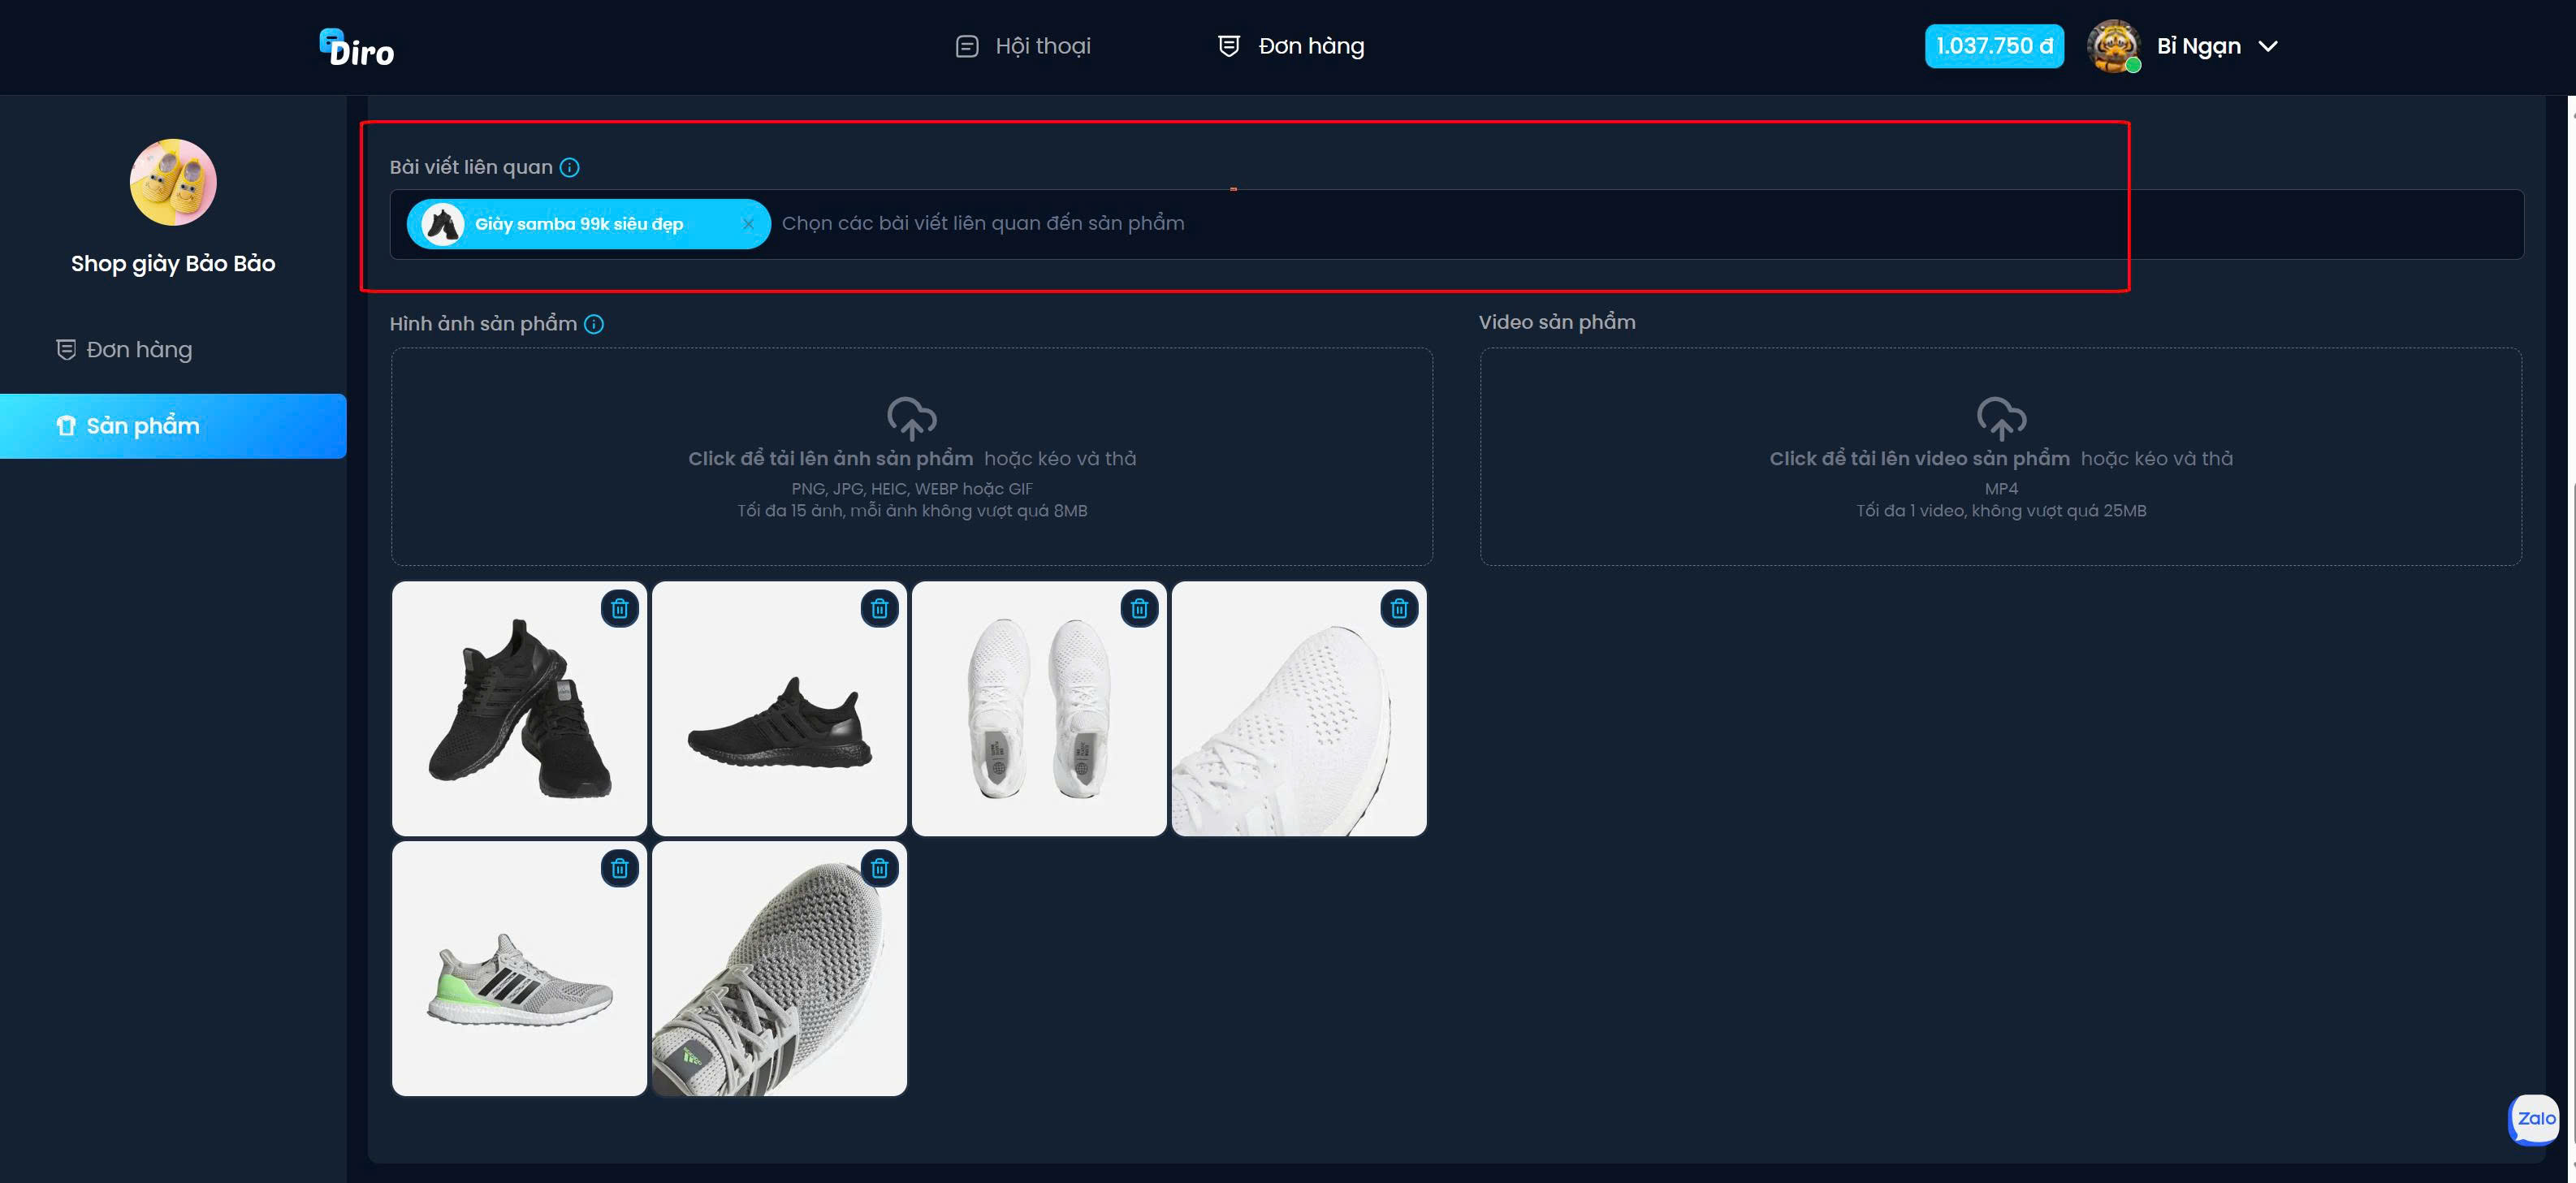 Diro
Hội thoại
Đơn hàng
1.037.750 đ
Bỉ Ngạn
Shop giày Bảo Bảo
Đơn hàng
Sản phẩm
Bài viết liên quan
Giày samba 99k siêu đẹp
Chọn các bài viết liên quan đến sản phẩm
Hình ảnh sản phẩm
Click để tải lên ảnh sản phẩm hoặc kéo và thả
PNG, JPG, HEIC, WEBP hoặc GIF
Tối đa 15 ảnh, mỗi ảnh không vượt quá 8MB
Video sản phẩm
Click để tải lên video sản phẩm hoặc kéo và thả
MP4
Tối đa 1 video, không vượt quá 25MB
Zalo